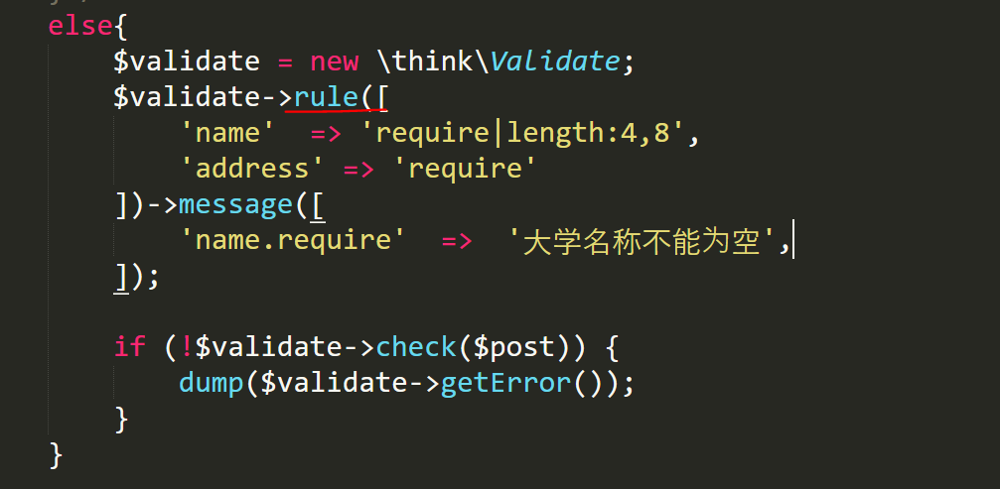 else{
    $validate = new \think\Validate;
    $validate->rule([
        'name'  => 'require|length:4,8',
        'address' => 'require'
    ])->message([
        'name.require'  =>  '大学名称不能为空',
    ]);
    if (!$validate->check($post)) {
        dump($validate->getError());
    }
}